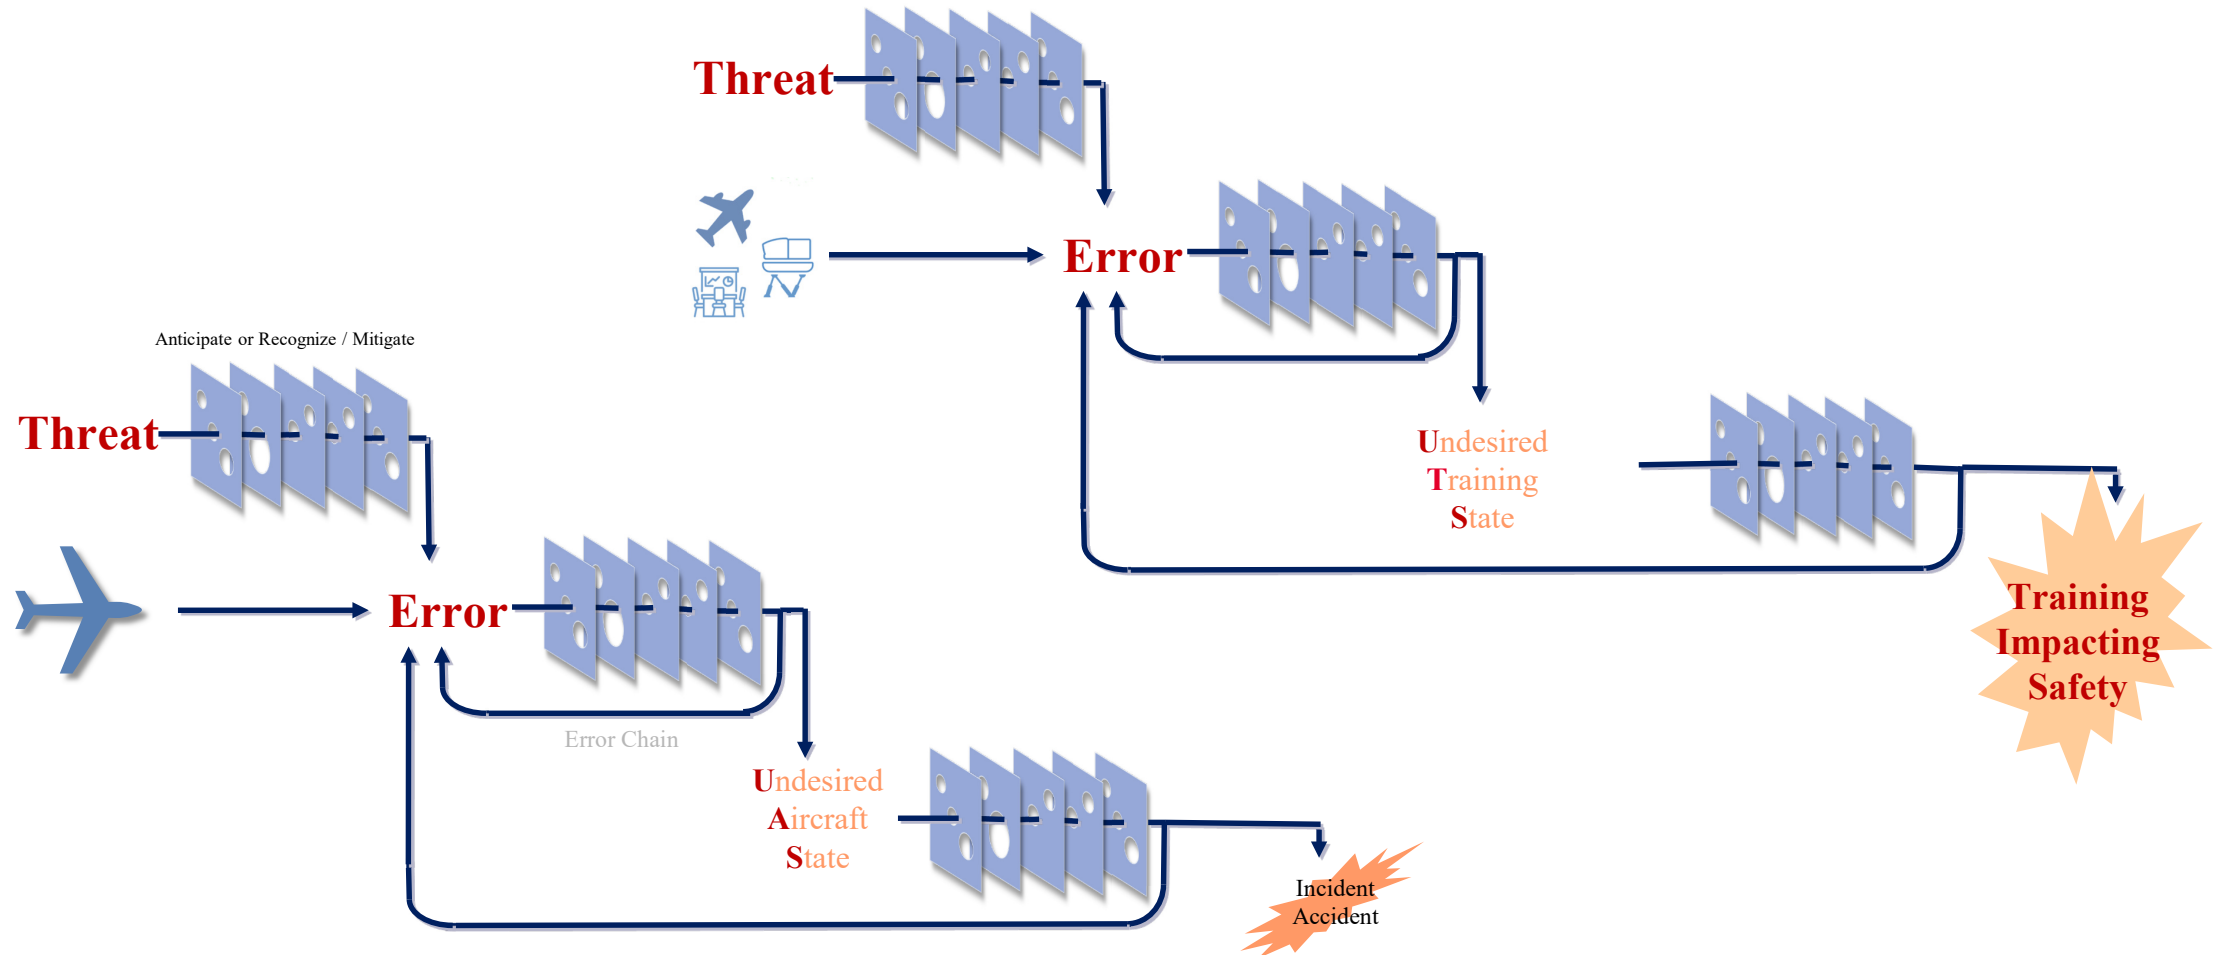 Threat
Error
Undesired
Training
State
Training
Impacting
Safety
Anticipate or Recognize / Mitigate
Threat
Error
Error Chain
Undesired
Aircraft
State
Incident
Accident